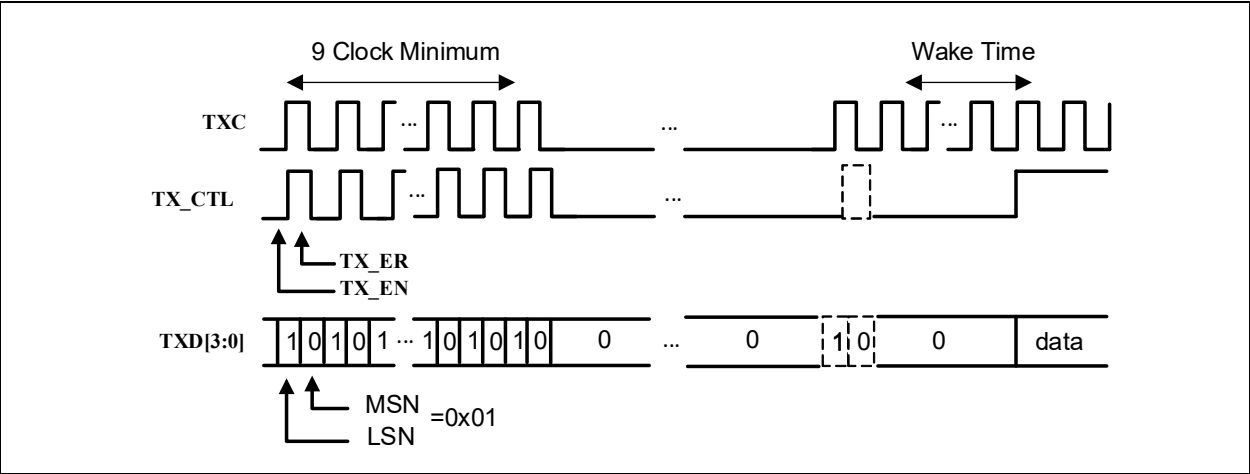 9 Clock Minimum Wake Time
TXC ... ... ...
TX_CTL ... ...
TX_ER
TX_EN
TXD[3:0] 1 0 1 0 1 ... 1 0 1 0 1 0 0 ... 0 1 0 0 data
MSN =0x01
LSN